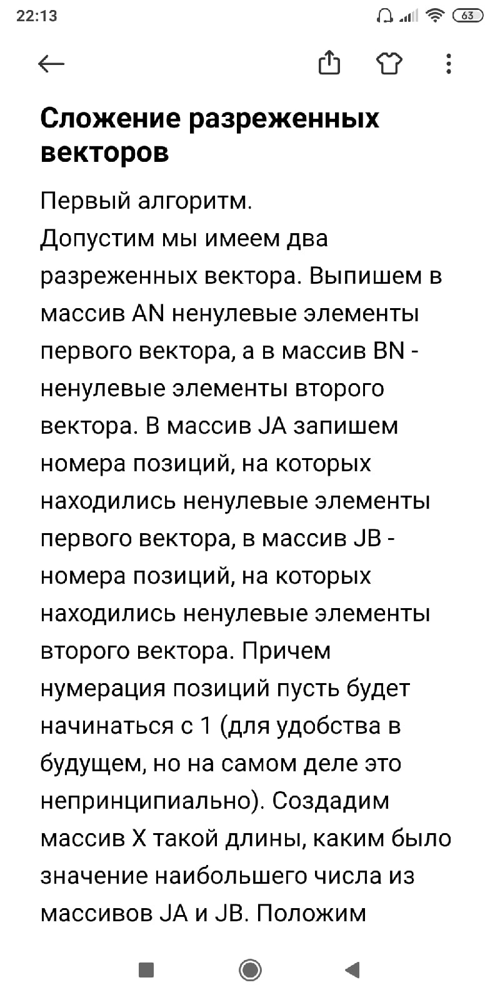 22:13
63
Сложение разреженных
векторов
Первый алгоритм.
Допустим мы имеем два
разреженных вектора. Выпишем в
массив AN ненулевые элементы
первого вектора, а в массив BN -
ненулевые элементы второго
вектора. В массив JA запишем
номера позиций, на которых
находились ненулевые элементы
первого вектора, в массив JB -
номера позиций, на которых
находились ненулевые элементы
второго вектора. Причем
нумерация позиций пусть будет
начинаться с 1 (для удобства в
будущем, но на самом деле это
непринципиально). Создадим
массив X такой длины, каким было
значение наибольшего числа из
массивов JA и JB. Положим